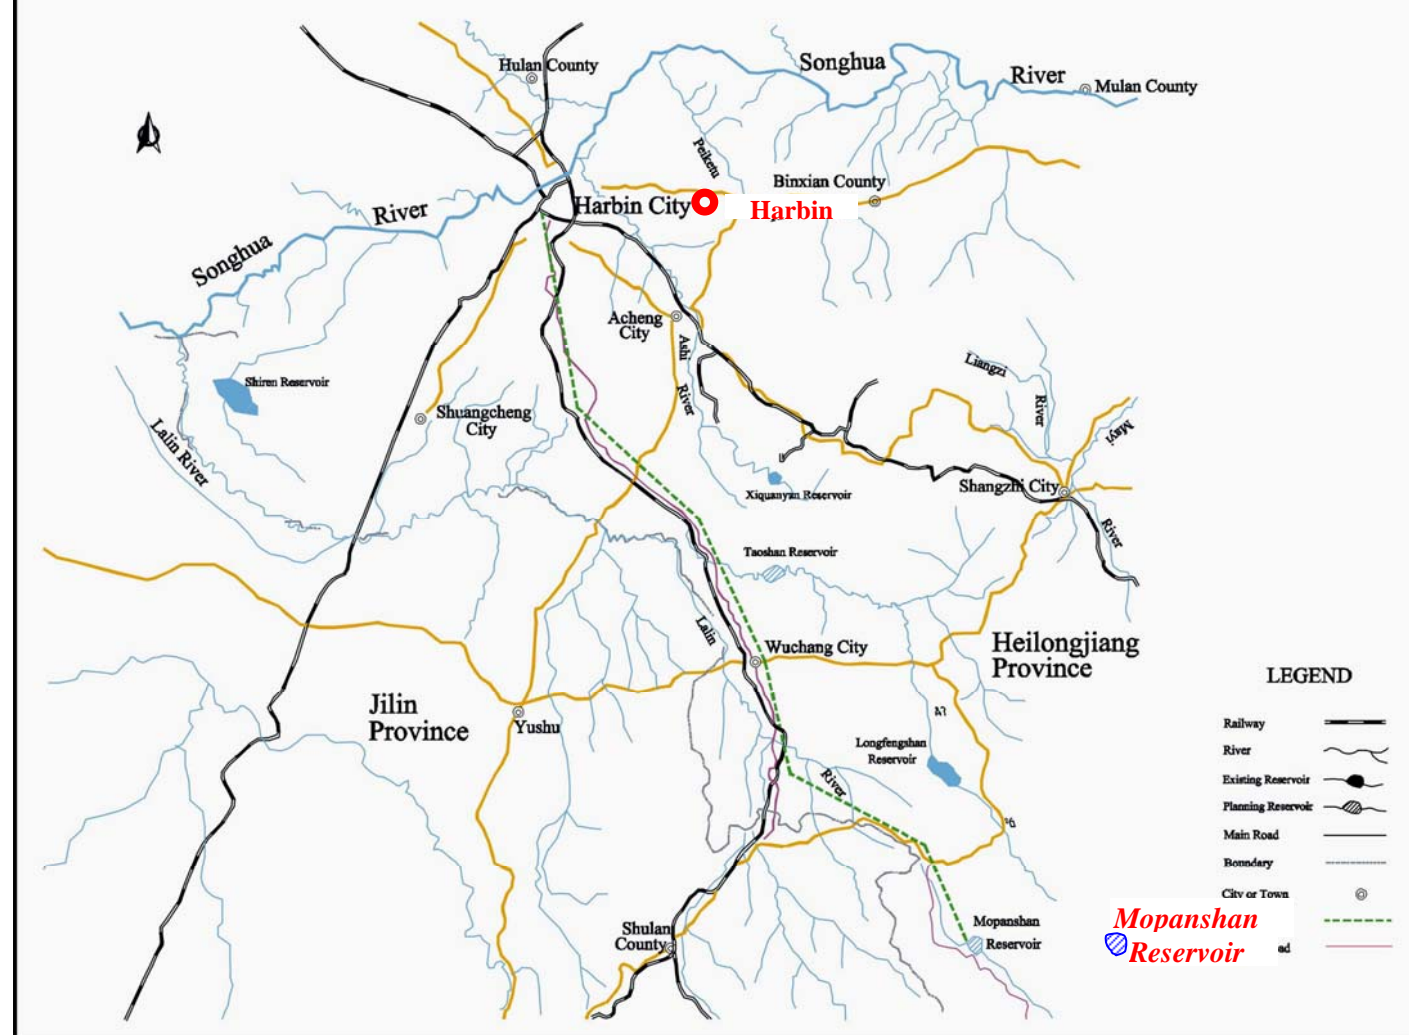 Hulan County
Songhua
River
Mulan County
Peiketu
Binxian County
Harbin City
Harbin
River
Songhua
Acheng
City
Ashi
River
Liangzi
River
Mayi
Shiren Reservoir
Shuangcheng
City
Lalin River
Shangzhi City
Xiquanyan Reservoir
River
Taoshan Reservoir
Lalin
Wuchang City
Heilongjiang
Province
Jilin
Province
Yushu
Longfengshan
Reservoir
River
Shulan
County
Mopanshan
Reservoir
LEGEND
Railway
River
Existing Reservoir
Planning Reservoir
Main Road
Boundary
City or Town
Mopanshan
Reservoir